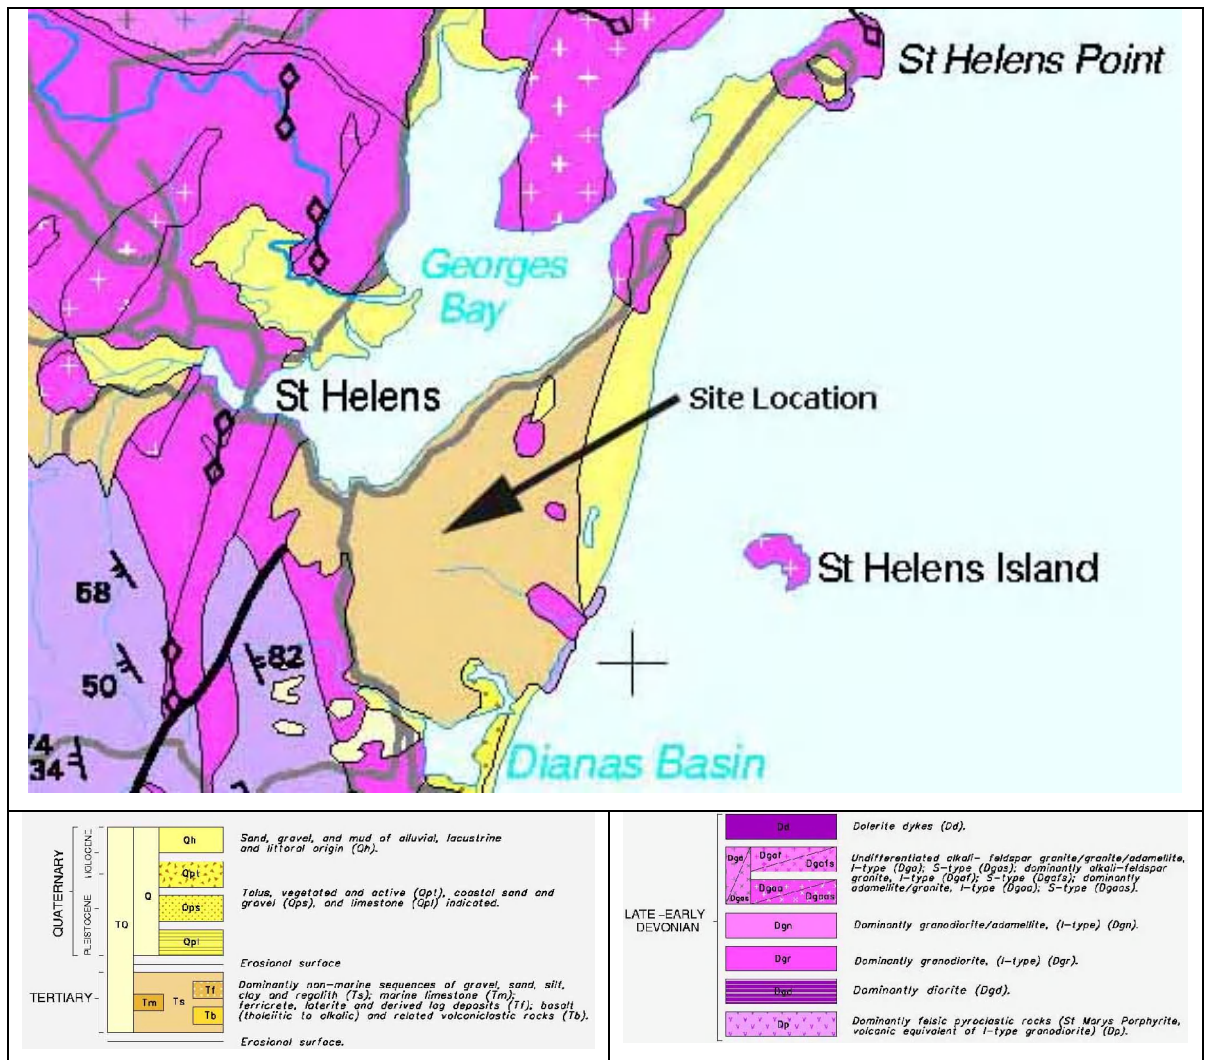 St Helens Point
Georges
Bay
St Helens
Site Location
St Helens Island
58
50
82
74
34
Dianas Basin
QUATERNARY
HOLOCENE
PLEISTOCENE
TERTIARY
TQ
Q
Qh
Sand, gravel, and mud of alluvial, lacustrine
and littoral origin (Qh).
Qpt
Qps
Qpl
Talus, vegetated and active (Qpt), coastal sand and
gravel (Qps), and limestone (Qpl) indicated.
Erosional surface
Tm
Ts
Tf
Tb
Dominantly non-marine sequences of gravel, sand, silt,
clay and regolith (Ts); marine limestone (Tm);
ferricrete, laterite and derived lag deposits (Tf); basalt
(tholeiitic to alkalic) and related volcaniclastic rocks (Tb).
Erosional surface.
LATE -EARLY
DEVONIAN
Dd
Dolerite dykes (Dd).
Dga
Dgas
Dgaf
Dgafs
Dgaa
Dgaas
Undifferentiated alkali- feldspar granite/granite/adamellite,
I-type (Dga); S-type (Dgas); dominantly alkali-feldspar
granite, I-type (Dgaf); S-type (Dgafs); dominantly
adamellite/granite, I-type (Dgaa); S-type (Dgaas).
Dgn
Dominantly granodiorite/adamellite, (I-type) (Dgn).
Dgr
Dominantly granodiorite, (I-type) (Dgr).
Dgd
Dominantly diorite (Dgd).
Dp
Dominantly felsic pyroclastic rocks (St Marys Porphyrite,
volcanic equivalent of I-type granodiorite) (Dp).